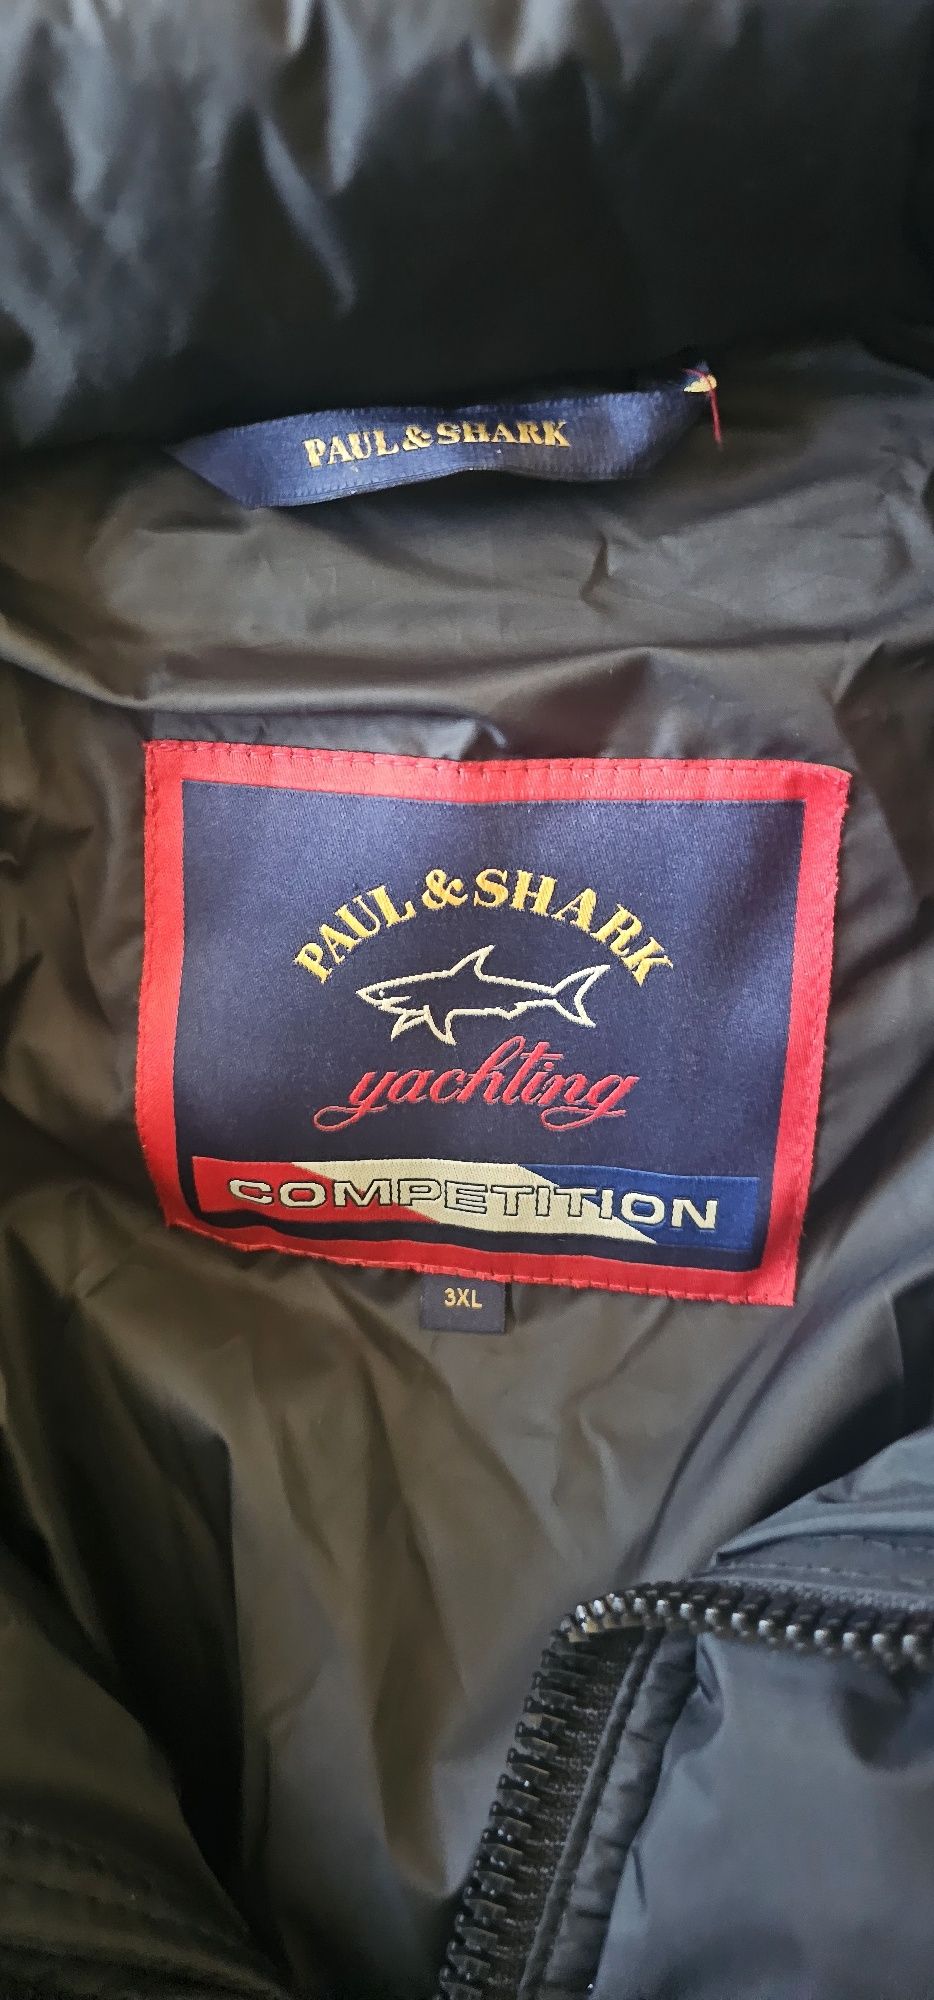 PAUL & SHARK
PAUL & SHARK
yachting
COMPETITION
3XL